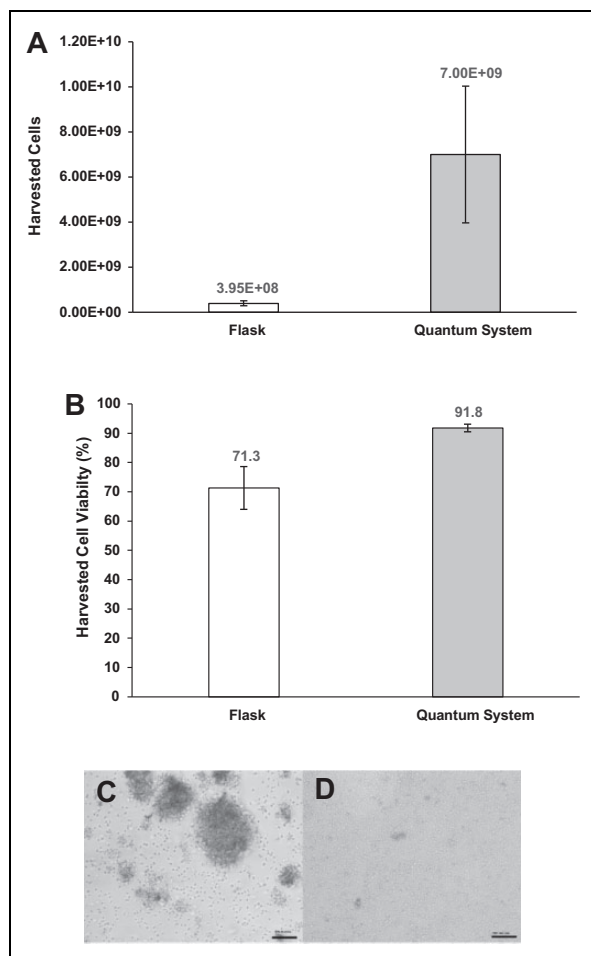 A
1.20E+10
1.00E+10
8.00E+09
6.00E+09
4.00E+09
2.00E+09
0.00E+00
Harvested Cells
7.00E+09
3.95E+08
Flask
Quantum System
B
100
90
80
70
60
50
40
30
20
10
0
Harvested Cell Viabilty (%)
71.3
91.8
Flask
Quantum System
C
D